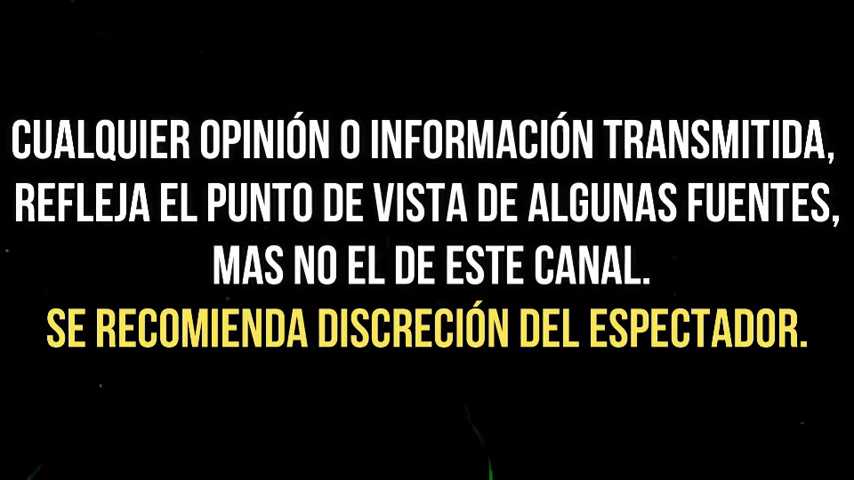 CUALQUIER OPINIÓN O INFORMACIÓN TRANSMITIDA,
REFLEJA EL PUNTO DE VISTA DE ALGUNAS FUENTES,
MAS NO EL DE ESTE CANAL.
SE RECOMIENDA DISCRECIÓN DEL ESPECTADOR.